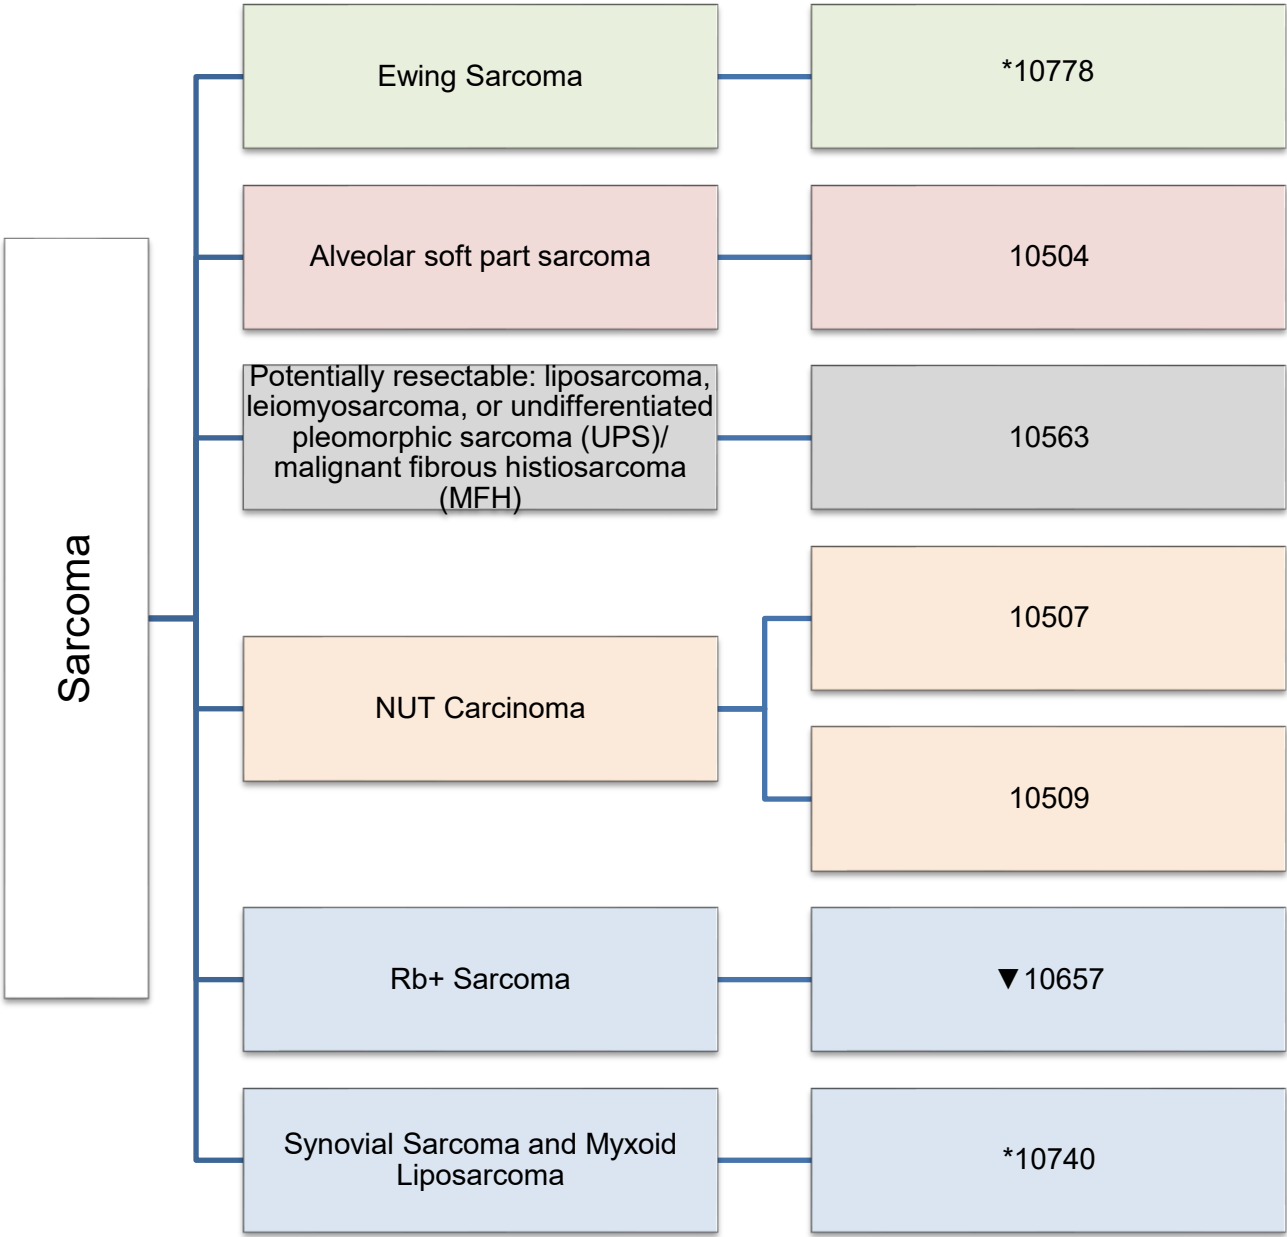 Sarcoma
Ewing Sarcoma
*10778
Alveolar soft part sarcoma
10504
Potentially resectable: liposarcoma,
leiomyosarcoma, or undifferentiated
pleomorphic sarcoma (UPS)/
malignant fibrous histiosarcoma
(MFH)
10563
NUT Carcinoma
10507
10509
Rb+ Sarcoma
▼10657
Synovial Sarcoma and Myxoid
Liposarcoma
*10740